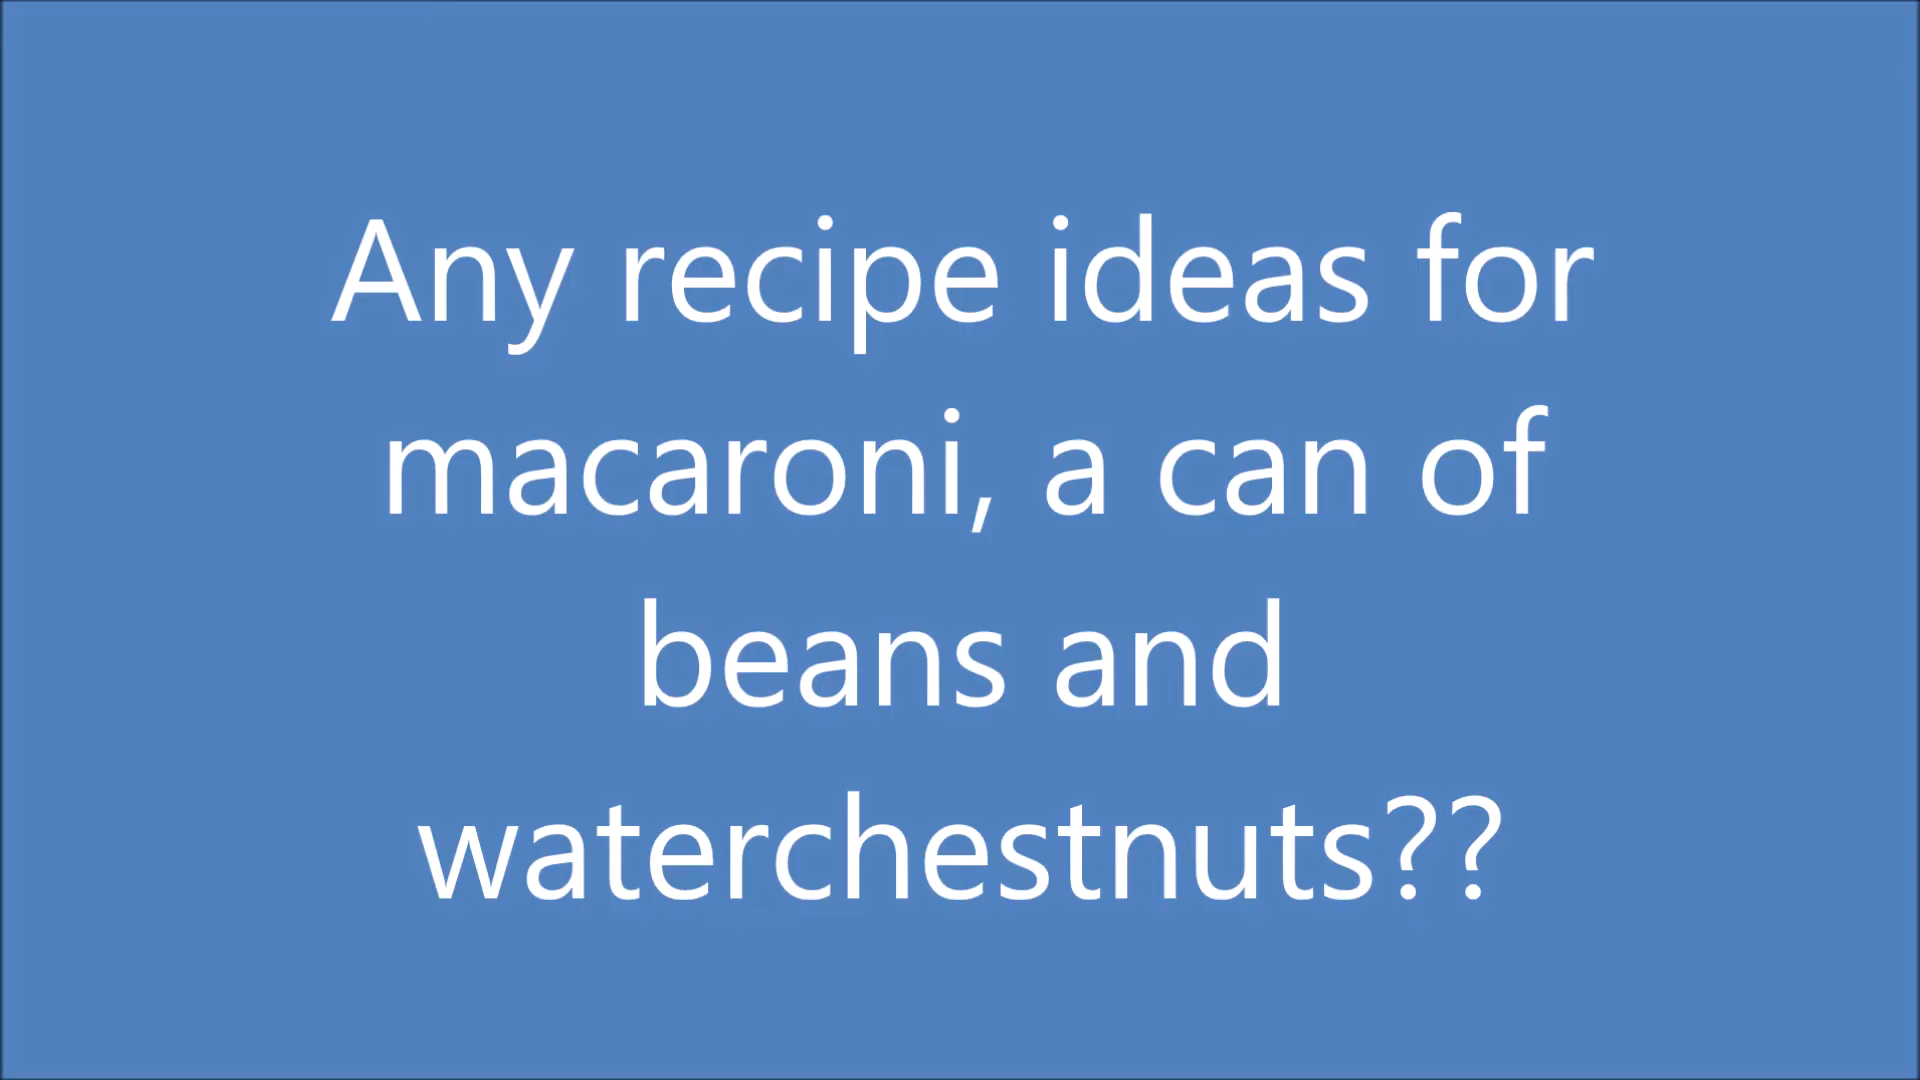 Any recipe ideas for
macaroni, a can of
beans and
waterchestnuts??